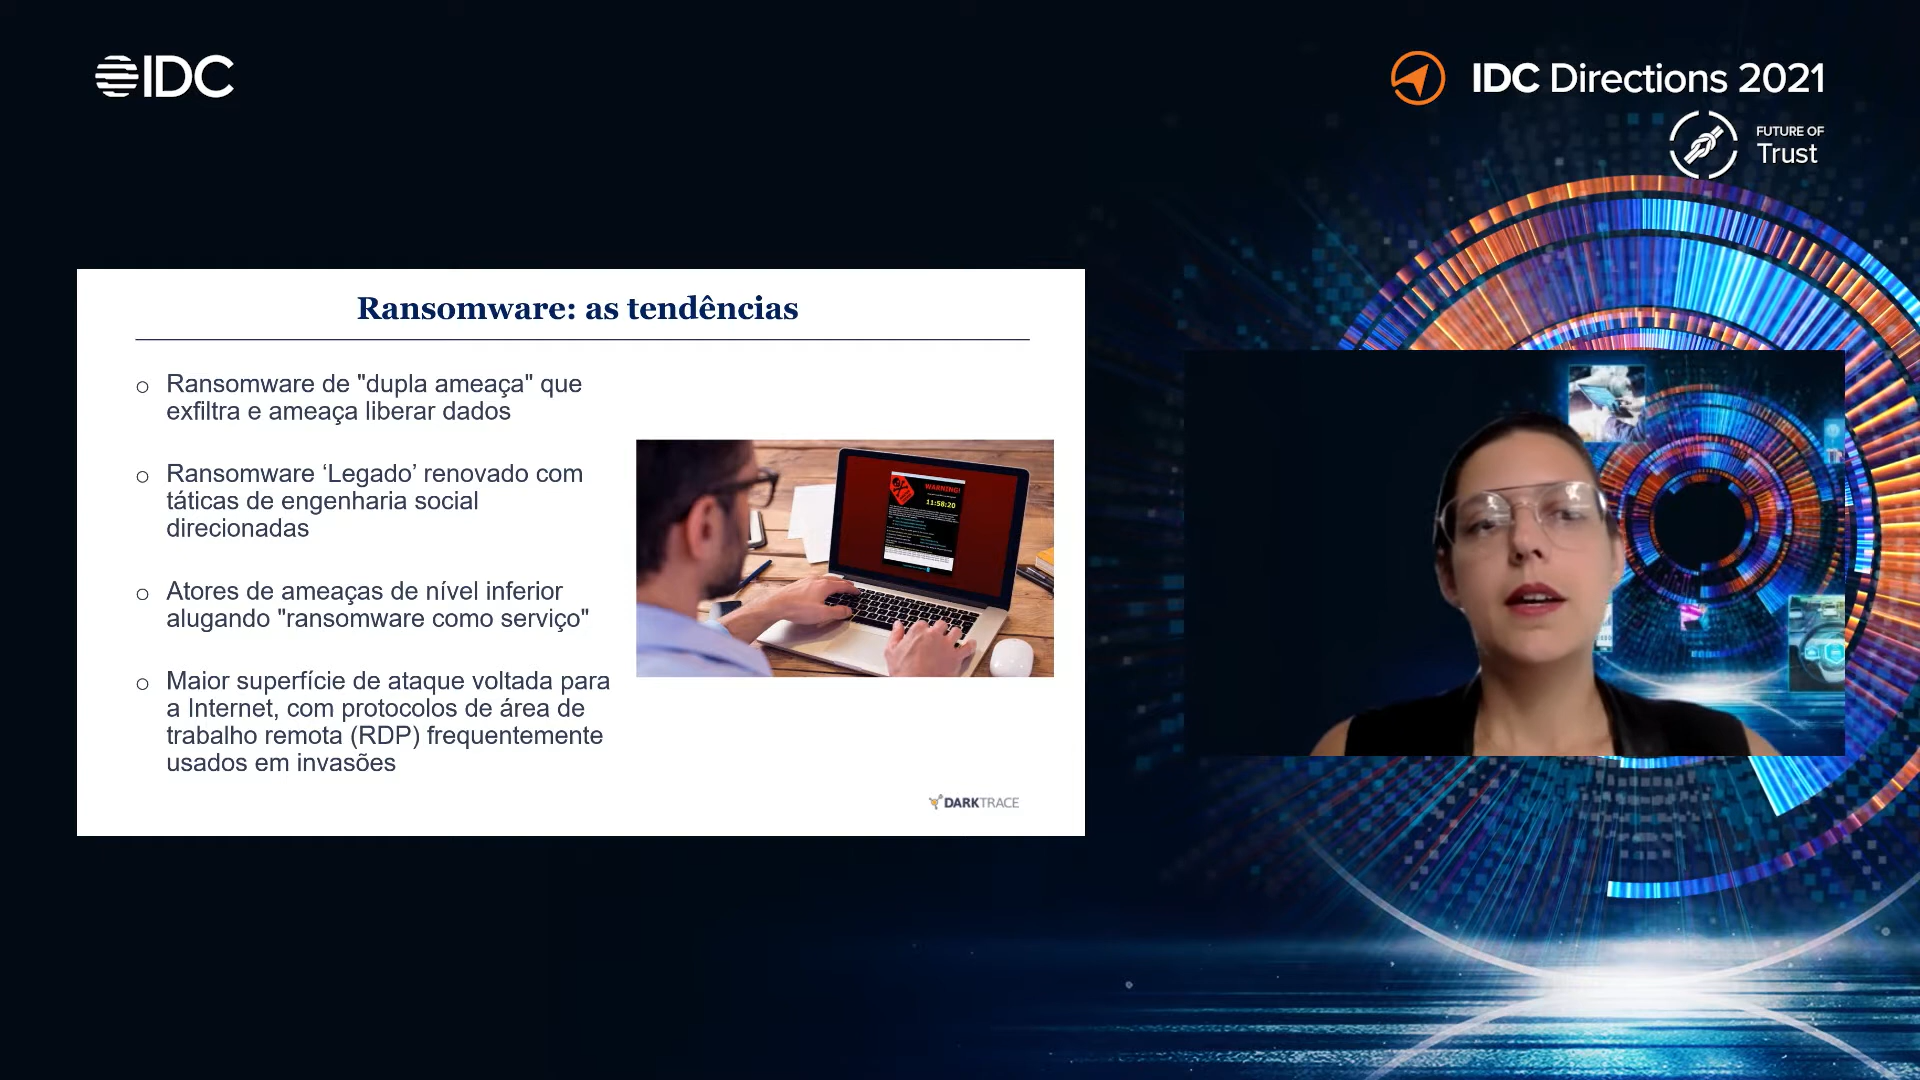 IDC
IDC Directions 2021
FUTURE OF
Trust
Ransomware: as tendências
Ransomware de "dupla ameaça" que
exfiltra e ameaça liberar dados
Ransomware ‘Legado’ renovado com
táticas de engenharia social
direcionadas
Atores de ameaças de nível inferior
alugando "ransomware como serviço"
Maior superfície de ataque voltada para
a Internet, com protocolos de área de
trabalho remota (RDP) frequentemente
usados em invasões
WARNING!
11:58:20
DARKTRACE